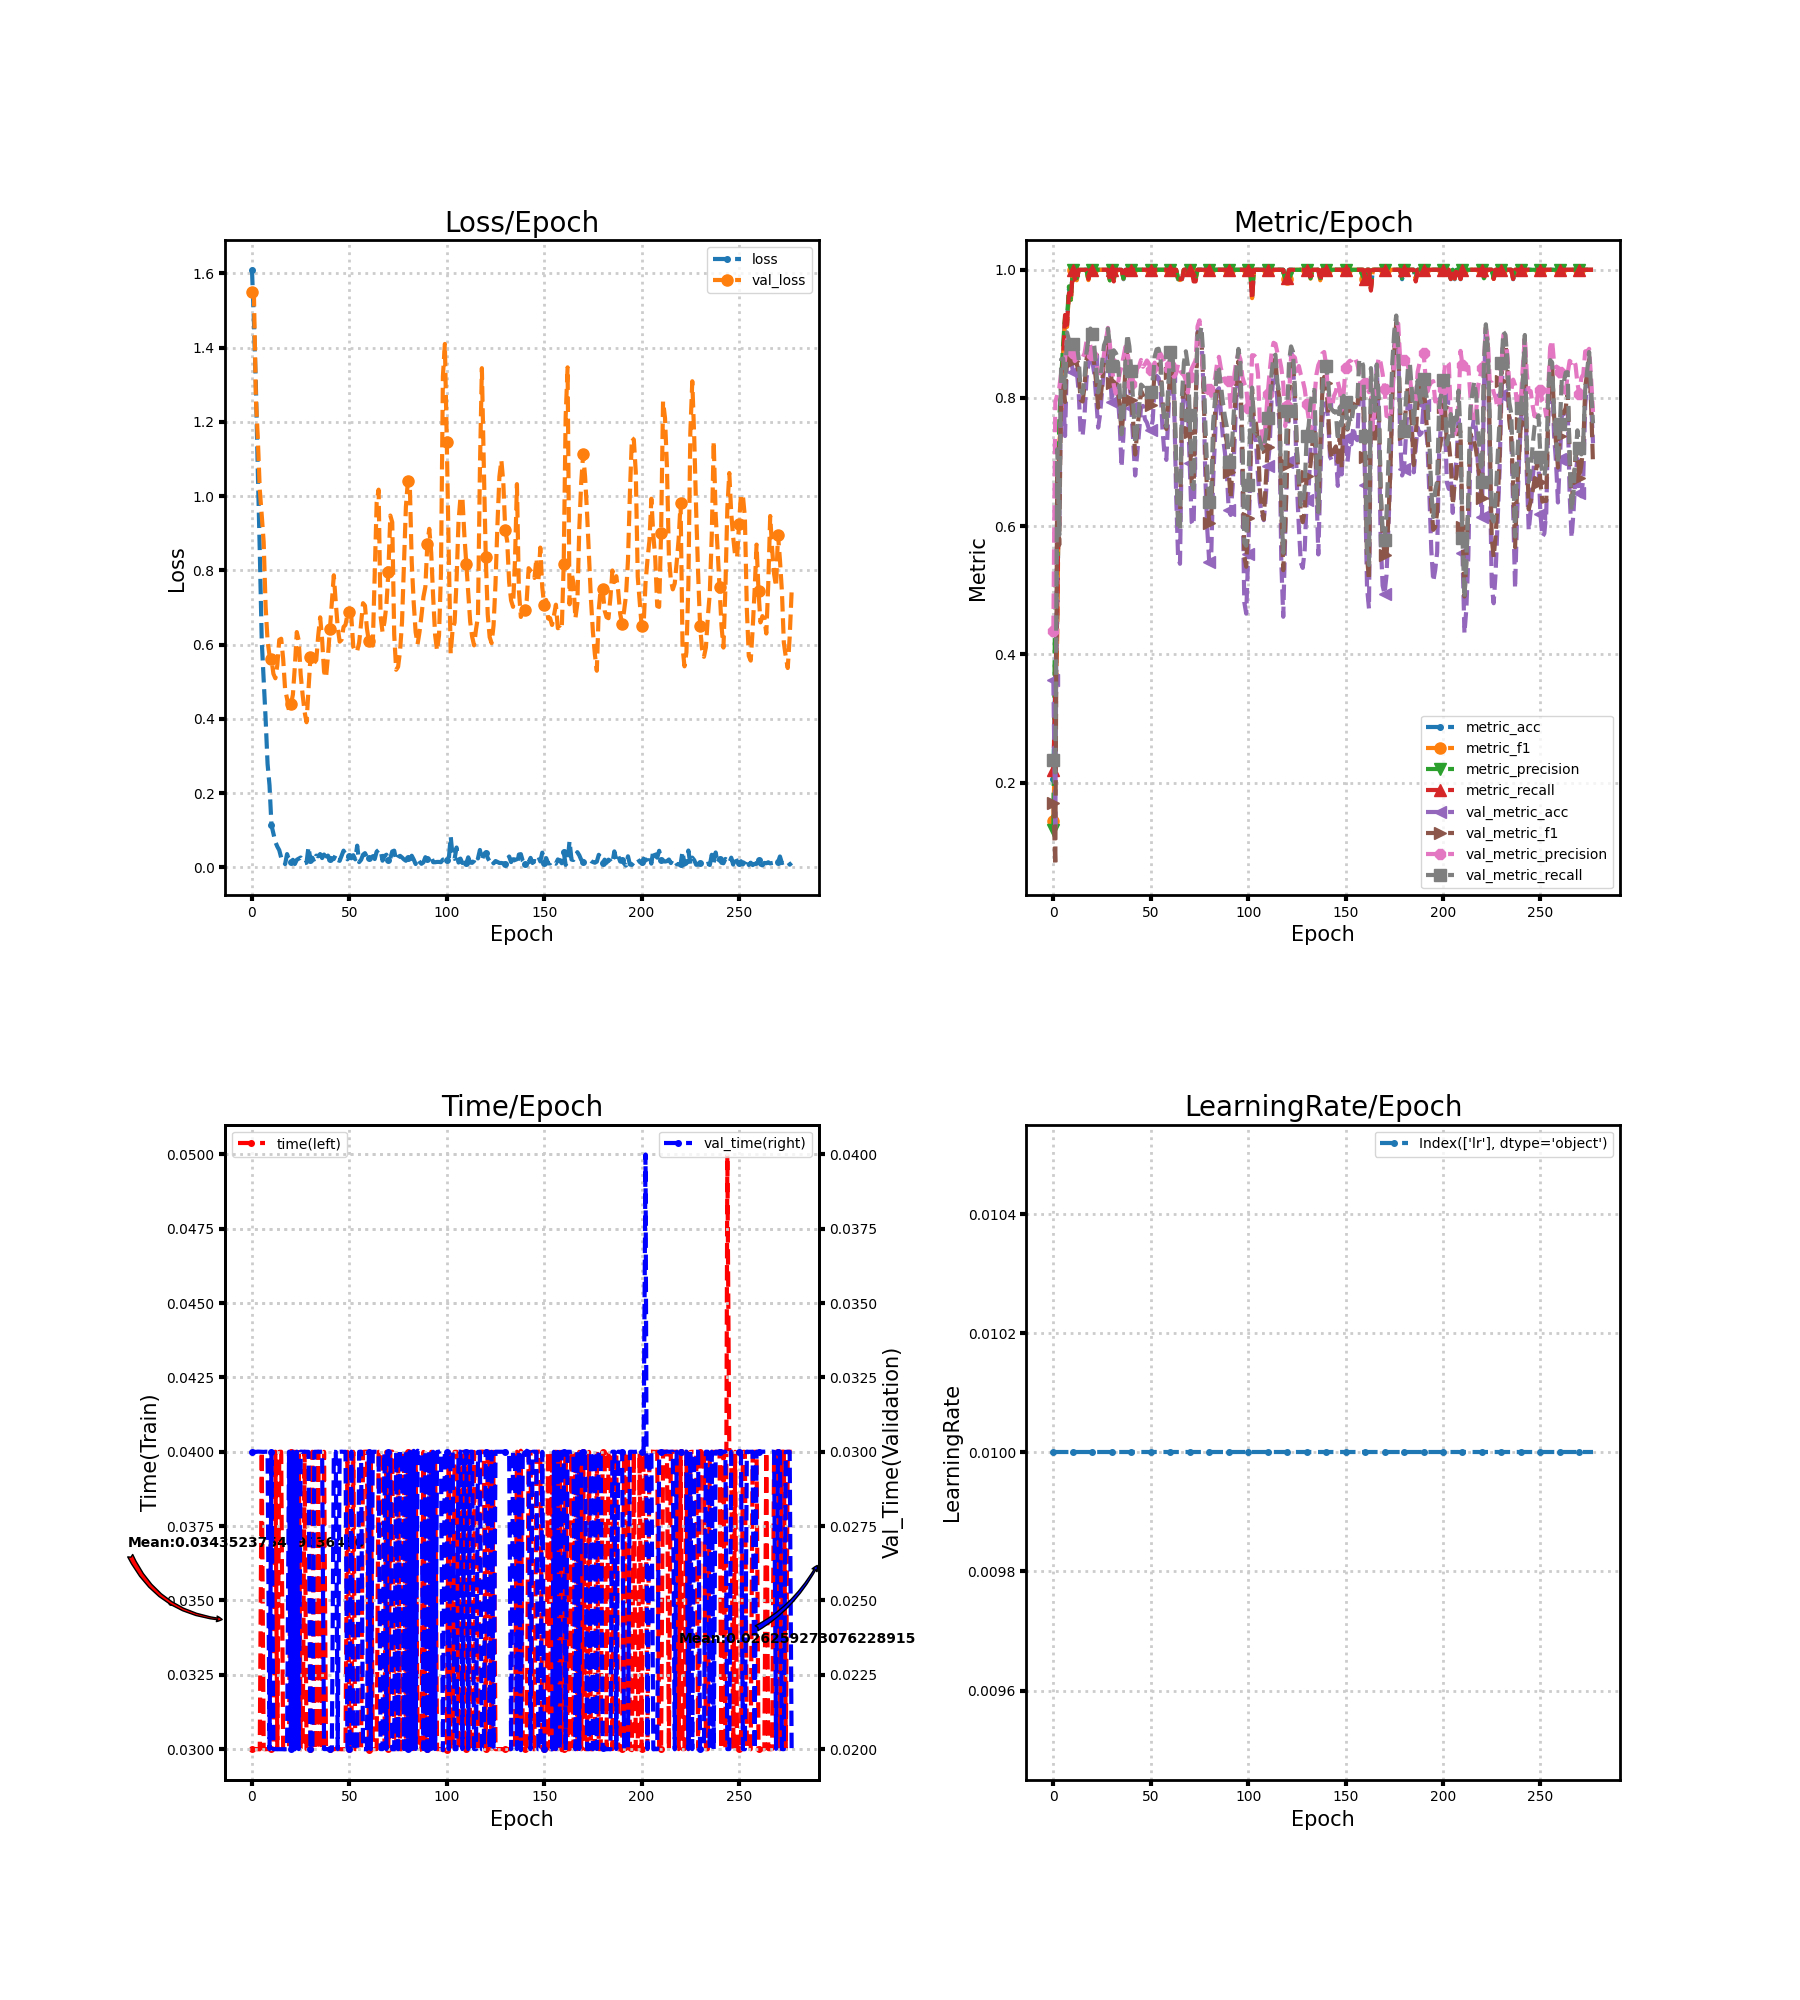 Loss/Epoch
loss
val_loss
1.6
1.4
1.2
1.0
0.8
0.6
0.4
0.2
0.0
Loss
0 50 100 150 200 250
Epoch
Metric/Epoch
1.0
0.8
0.6
0.4
0.2
Metric
metric_acc
metric_f1
metric_precision
metric_recall
val_metric_acc
val_metric_f1
val_metric_precision
val_metric_recall
0 50 100 150 200 250
Epoch
Time/Epoch
time(left)
val_time(right)
0.0500
0.0475
0.0450
0.0425
0.0400
0.0375
0.0350
0.0325
0.0300
Time(Train)
0.0400
0.0375
0.0350
0.0325
0.0300
0.0275
0.0250
0.0225
0.0200
Val_Time(Validation)
Mean:0.026259273076228915
0 50 100 150 200 250
Epoch
LearningRate/Epoch
Index(['lr'], dtype='object')
0.0104
0.0102
0.0100
0.0098
0.0096
LearningRate
0 50 100 150 200 250
Epoch